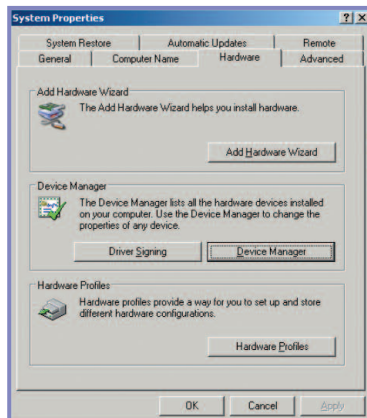 System Properties
System Restore Automatic Updates Remote
General Computer Name Hardware Advanced
Add Hardware Wizard
The Add Hardware Wizard helps you install hardware.
Add Hardware Wizard
Device Manager
The Device Manager lists all the hardware devices installed
on your computer. Use the Device Manager to change the
properties of any device.
Driver Signing Device Manager
Hardware Profiles
Hardware profiles provide a way for you to set up and store
different hardware configurations.
Hardware Profiles
OK Cancel Apply